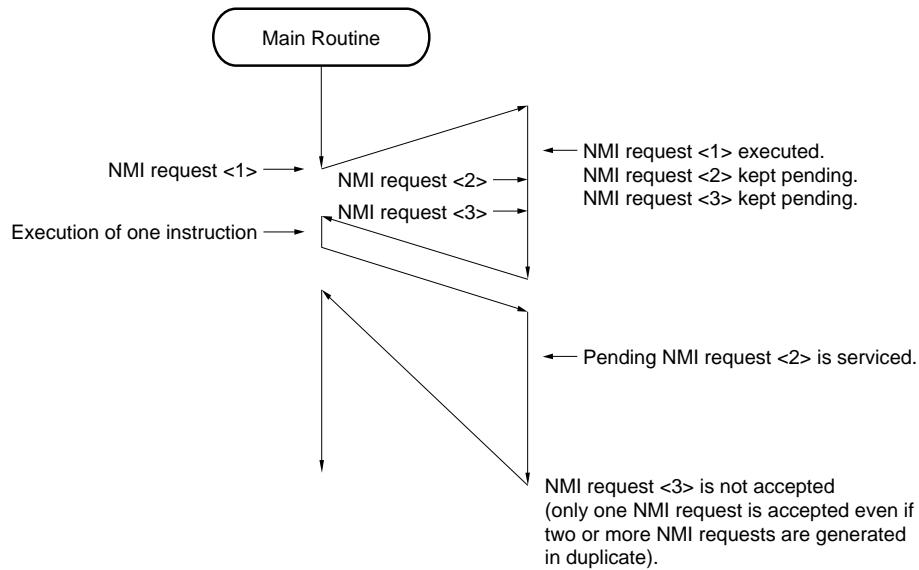 Main Routine
NMI request <1>
NMI request <2>
NMI request <3>
Execution of one instruction
NMI request <1> executed.
NMI request <2> kept pending.
NMI request <3> kept pending.
Pending NMI request <2> is serviced.
NMI request <3> is not accepted
(only one NMI request is accepted even if
two or more NMI requests are generated
in duplicate).